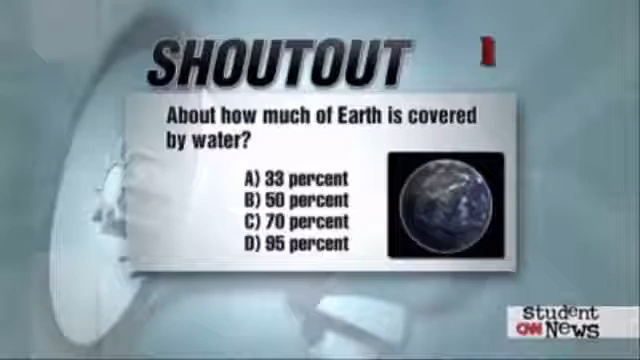 SHOUTOUT 1
About how much of Earth is covered
by water?
A) 33 percent
B) 50 percent
C) 70 percent
D) 95 percent
student
CNN News